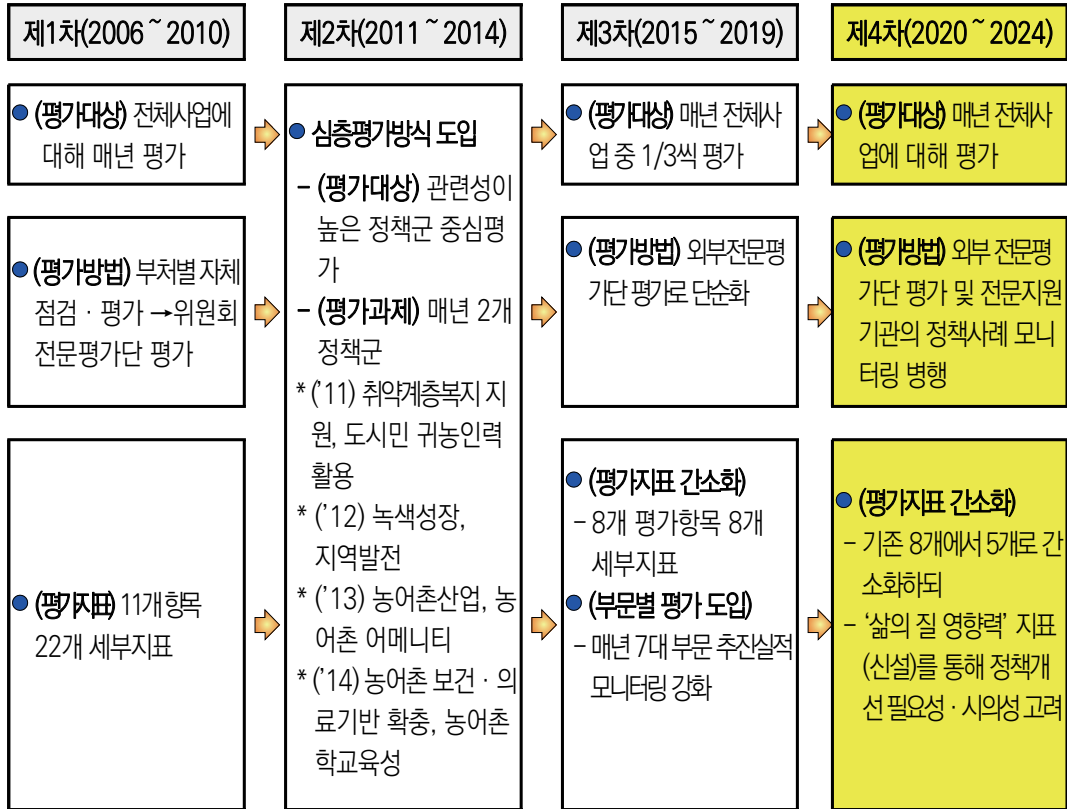 제1차(2006 ~ 2010)
● (평가대상) 전체사업에
대해 매년 평가
● (평가방법) 부처별 자체
점검 · 평가 →위원회
전문평가단 평가
● (평가지표) 11개 항목
22개 세부지표
제2차(2011 ~ 2014)
● 심층평가방식 도입
– (평가대상) 관련성이
높은 정책군 중심평
가
– (평가과제) 매년 2개
정책군
* ('11) 취약계층복지 지
원, 도시민 귀농인력
활용
* ('12) 녹색성장,
지역발전
* ('13) 농어촌산업, 농
어촌 어메니티
* ('14) 농어촌 보건 · 의
료기반 확충, 농어촌
학교육성
제3차(2015 ~ 2019)
● (평가대상) 매년 전체사
업 중 1/3씩 평가
● (평가방법) 외부전문평
가단 평가로 단순화
● (평가지표 간소화)
– 8개 평가항목 8개
세부지표
● (부문별 평가 도입)
– 매년 7대 부문 추진실적
모니터링 강화
제4차(2020 ~ 2024)
● (평가대상) 매년 전체사
업에 대해 평가
● (평가방법) 외부 전문평
가단 평가 및 전문지원
기관의 정책사례 모니
터링 병행
● (평가지표 간소화)
– 기존 8개에서 5개로 간
소화하되
– ‘삶의 질 영향력’ 지표
(신설)를 통해 정책개
선 필요성 · 시의성 고려